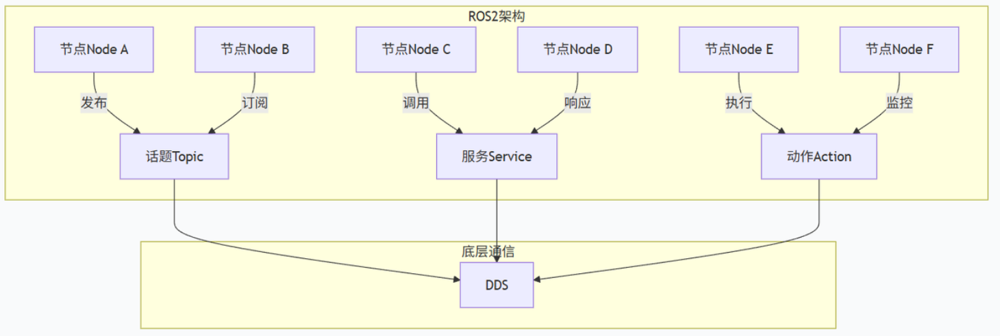 ROS2架构
节点Node A
节点Node B
节点Node C
节点Node D
节点Node E
节点Node F
发布
订阅
调用
响应
执行
监控
话题Topic
服务Service
动作Action
底层通信
DDS